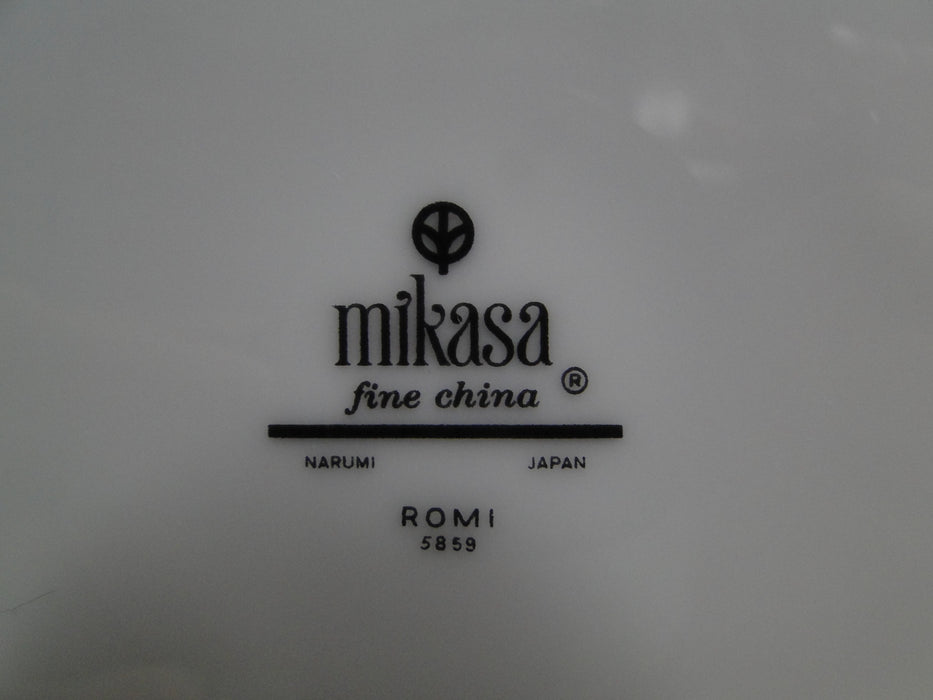 mikasa
fine china ®
NARUMI JAPAN
ROMI
5859